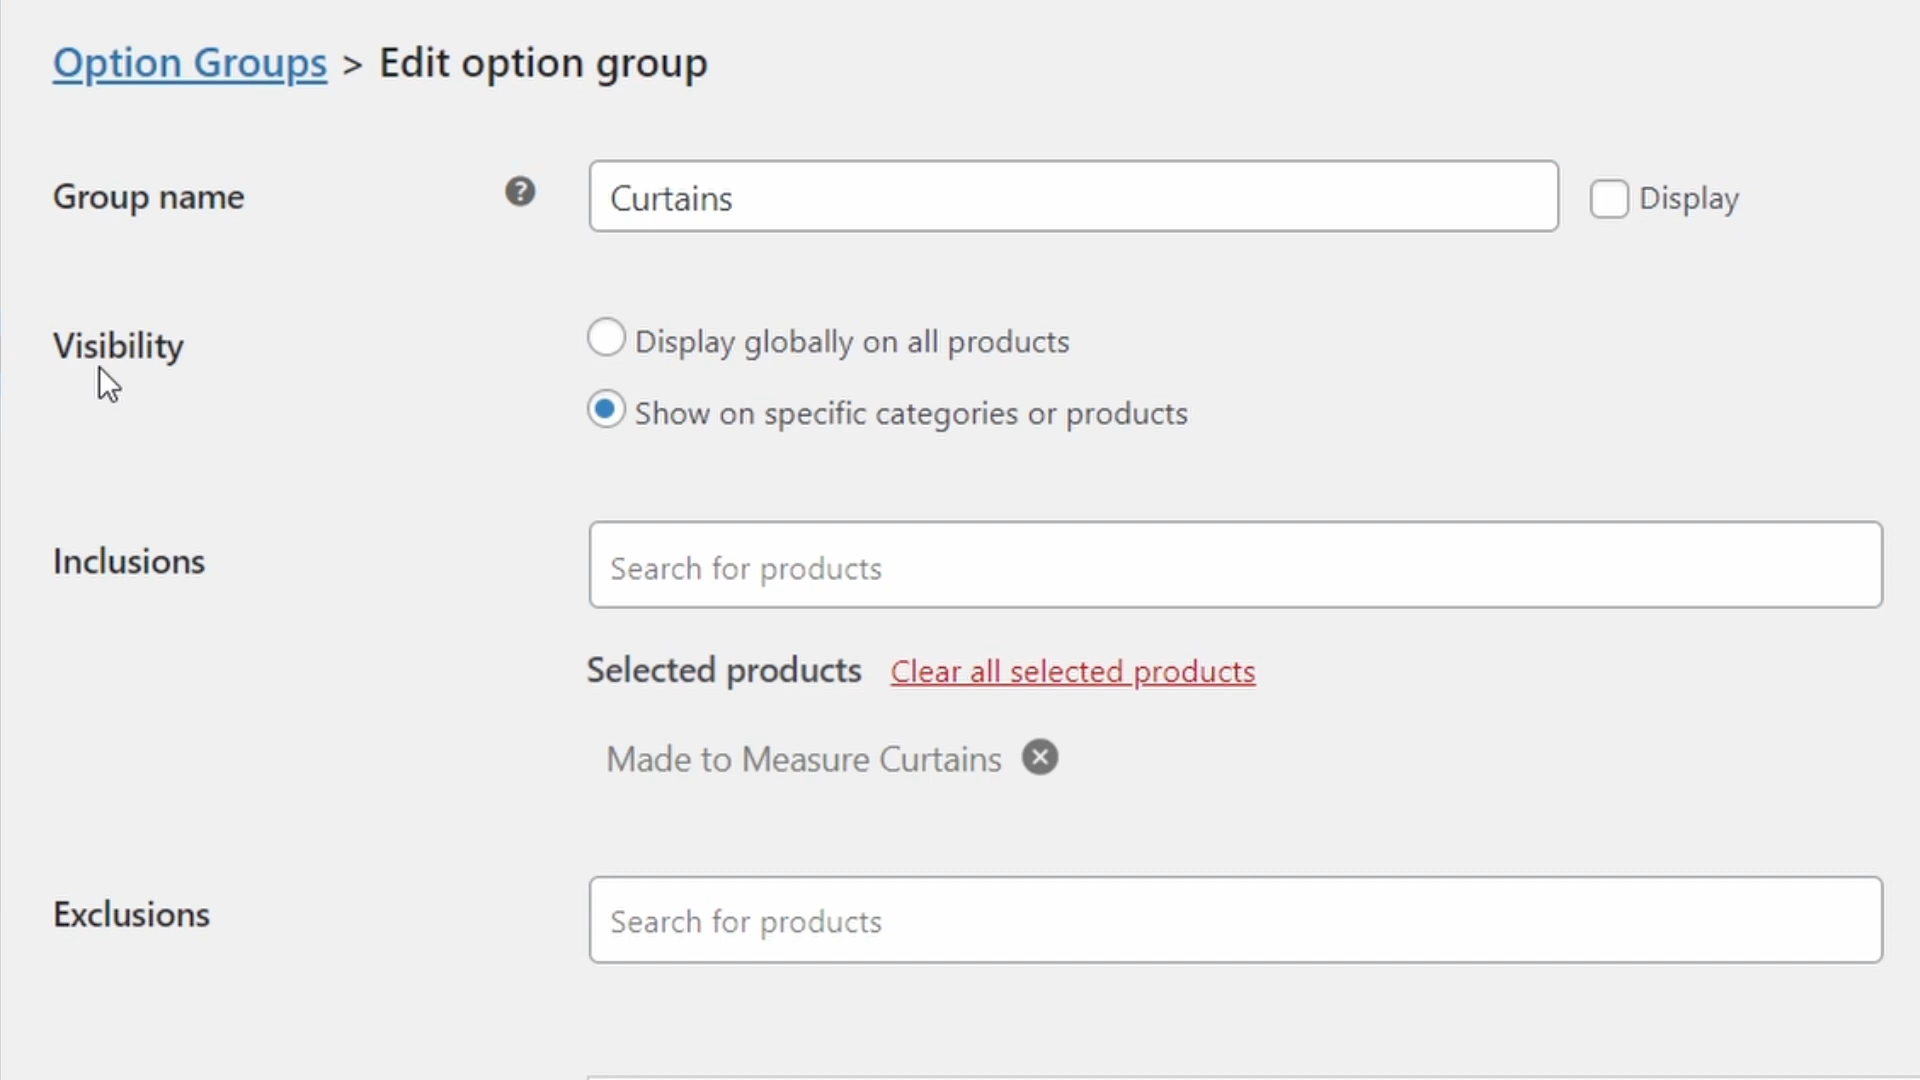 Option Groups > Edit option group
Group name ? Curtains Display
Visibility Display globally on all products
Show on specific categories or products
Inclusions Search for products
Selected products Clear all selected products
Made to Measure Curtains
Exclusions Search for products